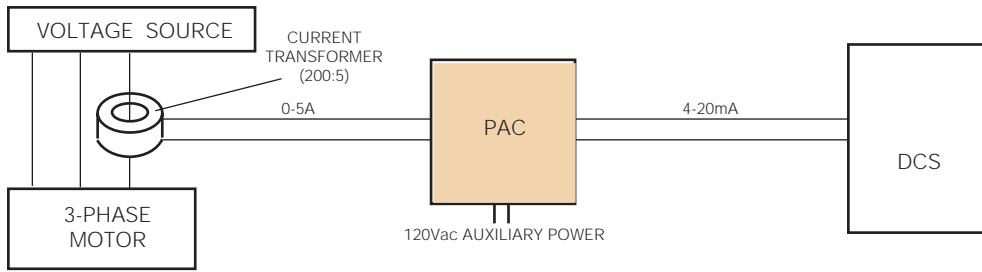 VOLTAGE SOURCE
CURRENT
TRANSFORMER
(200:5)
0-5A
PAC
4-20mA
DCS
3-PHASE
MOTOR
120Vac AUXILIARY POWER